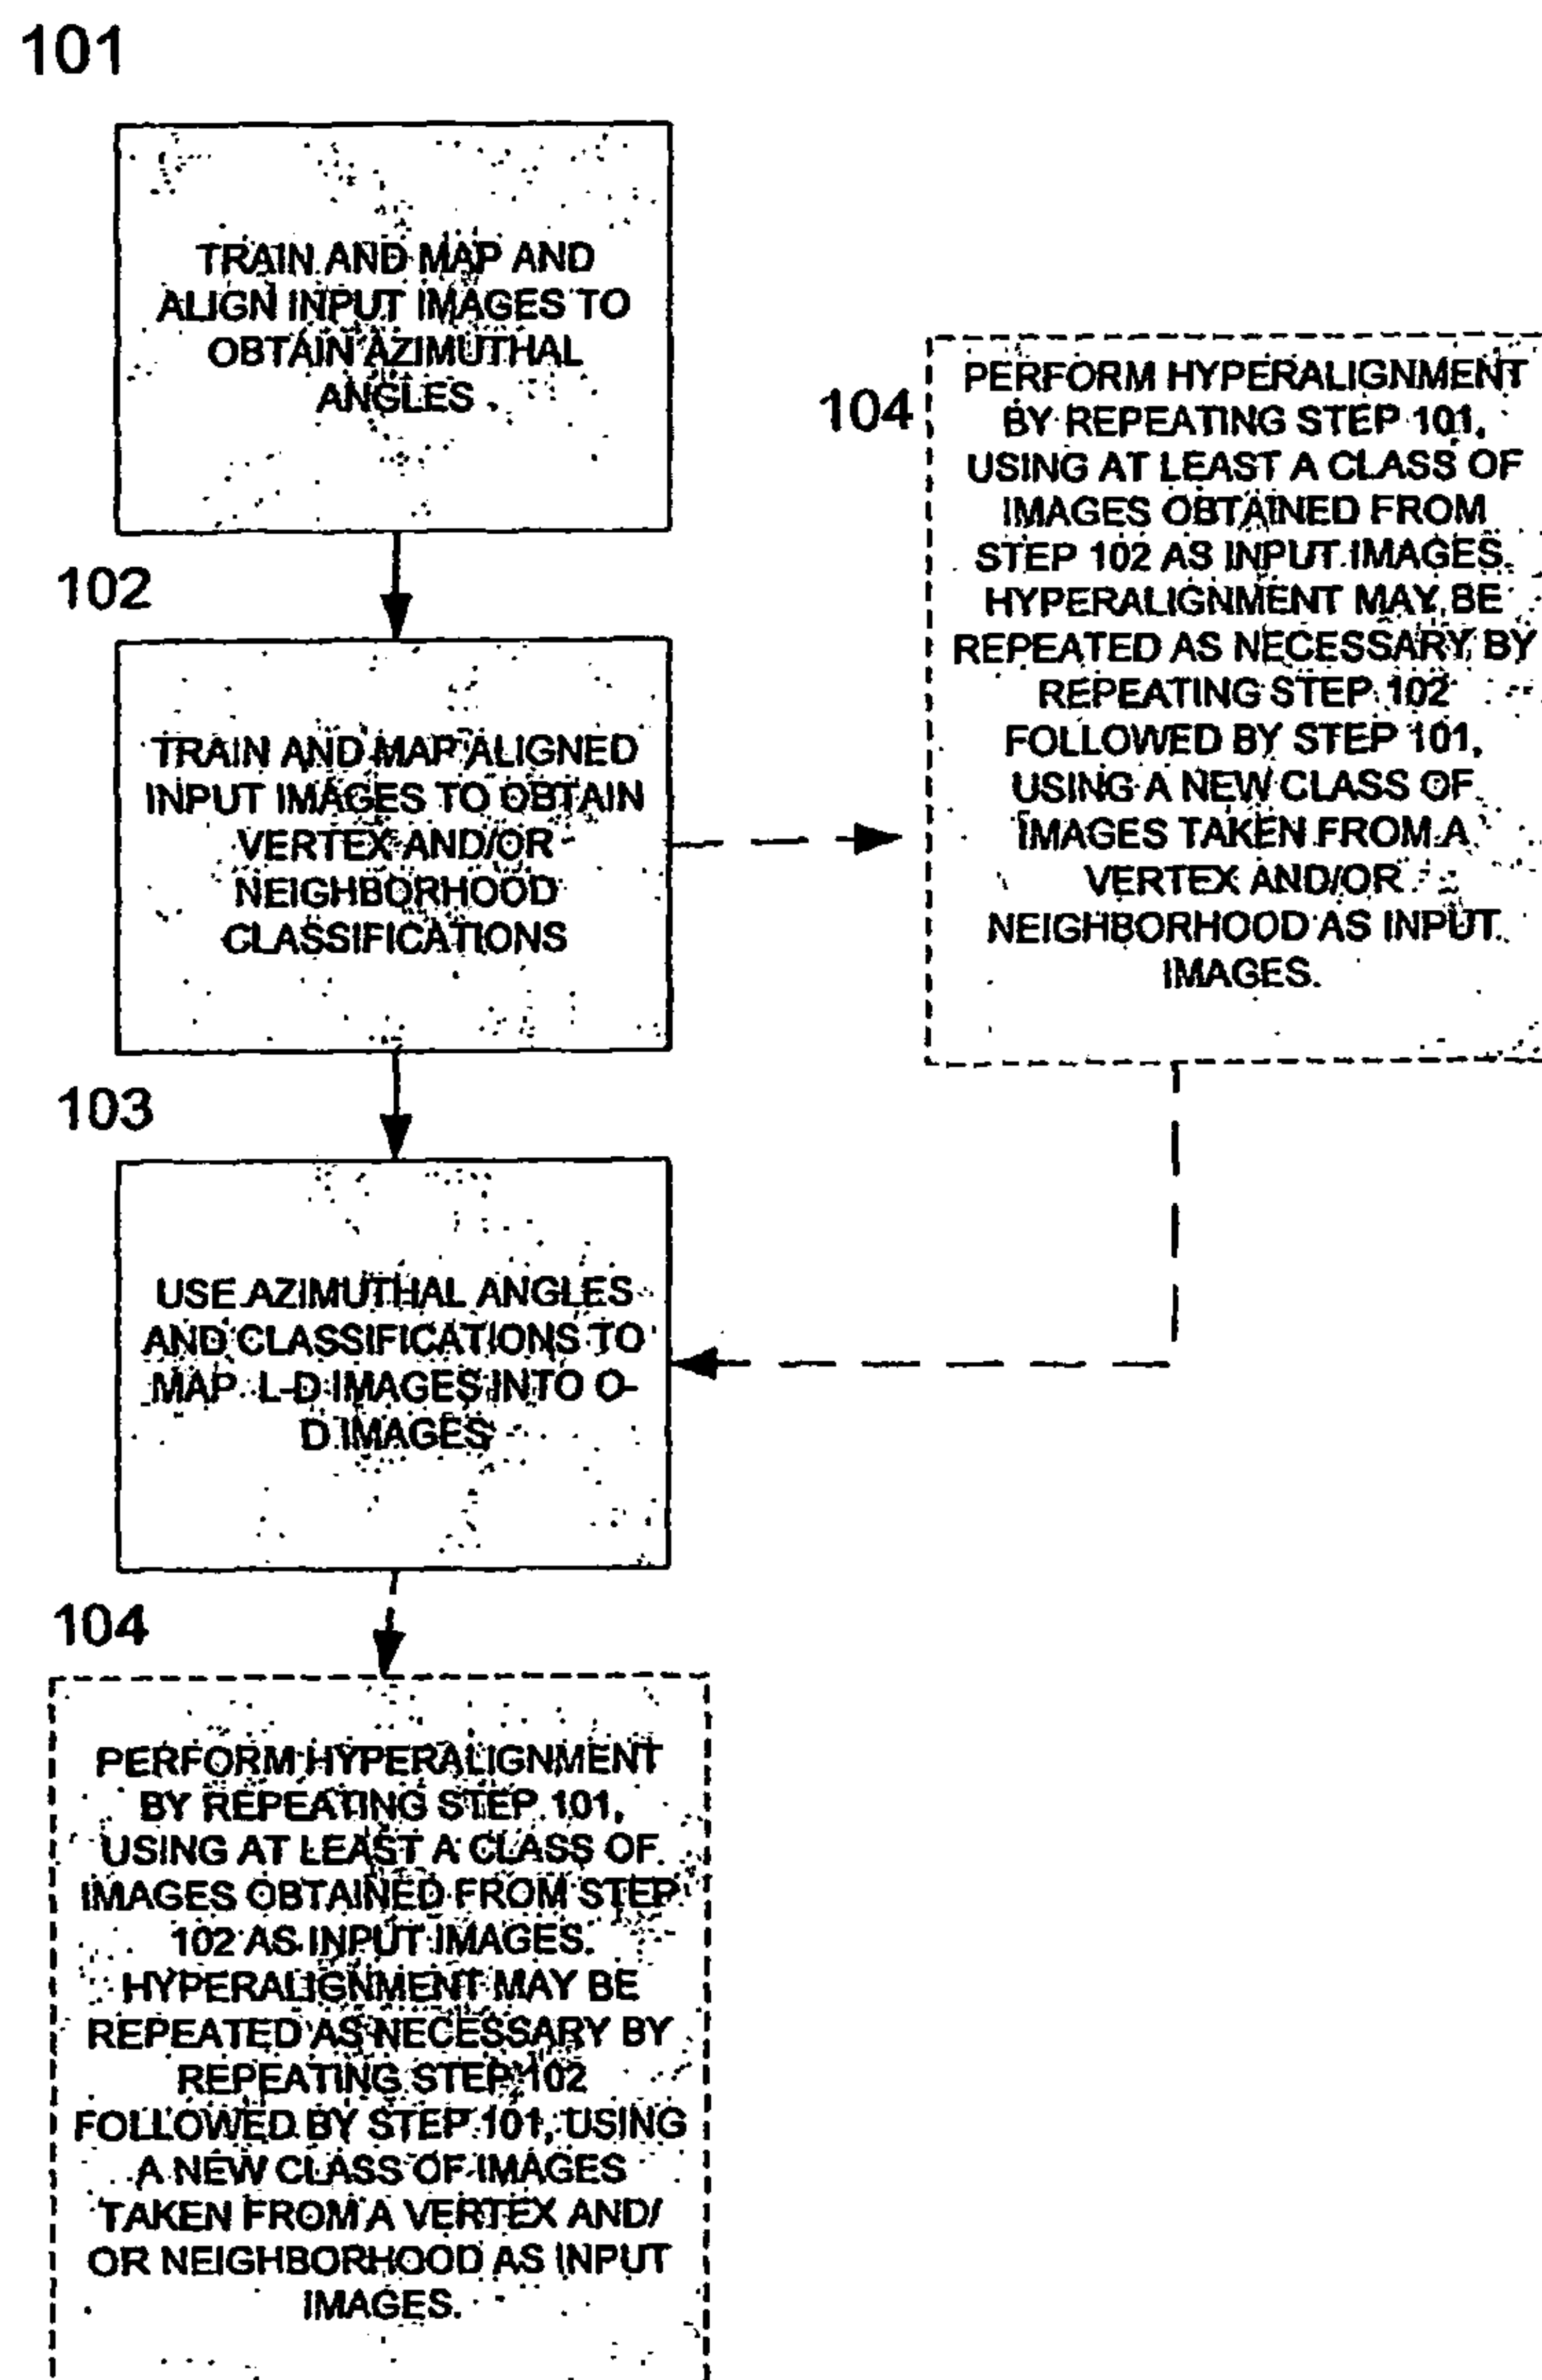 101
TRAIN AND MAP AND
ALIGN INPUT IMAGES TO
OBTAIN AZIMUTHAL
ANGLES
102
TRAIN AND MAP ALIGNED
INPUT IMAGES TO OBTAIN
VERTEX AND/OR
NEIGHBORHOOD
CLASSIFICATIONS
104
PERFORM HYPERALIGNMENT
BY REPEATING STEP 101,
USING AT LEAST A CLASS OF
IMAGES OBTAINED FROM
STEP 102 AS INPUT IMAGES.
HYPERALIGNMENT MAY BE
REPEATED AS NECESSARY BY
REPEATING STEP 102
FOLLOWED BY STEP 101,
USING A NEW CLASS OF
IMAGES TAKEN FROM A
VERTEX AND/OR
NEIGHBORHOOD AS INPUT
IMAGES.
103
USE AZIMUTHAL ANGLES
AND CLASSIFICATIONS TO
MAP L-D IMAGES INTO O-
D IMAGES
104
PERFORM HYPERALIGNMENT
BY REPEATING STEP 101,
USING AT LEAST A CLASS OF
IMAGES OBTAINED FROM STEP
102 AS INPUT IMAGES.
HYPERALIGNMENT MAY BE
REPEATED AS NECESSARY BY
REPEATING STEP 102
FOLLOWED BY STEP 101, USING
A NEW CLASS OF IMAGES
TAKEN FROM A VERTEX AND/
OR NEIGHBORHOOD AS INPUT
IMAGES.